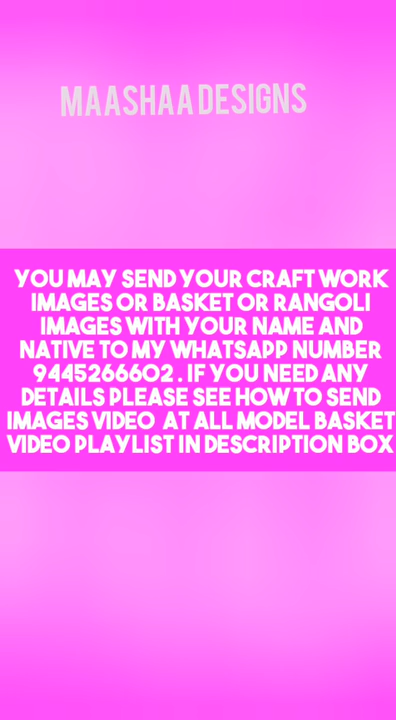 MAASHAA DESIGNS
YOU MAY SEND YOUR CRAFT WORK
IMAGES OR BASKET OR RANGOLI
IMAGES WITH YOUR NAME AND
NATIVE TO MY WHATSAPP NUMBER
9445266602 . IF YOU NEED ANY
DETAILS PLEASE SEE HOW TO SEND
IMAGES VIDEO AT ALL MODEL BASKET
VIDEO PLAYLIST IN DESCRIPTION BOX